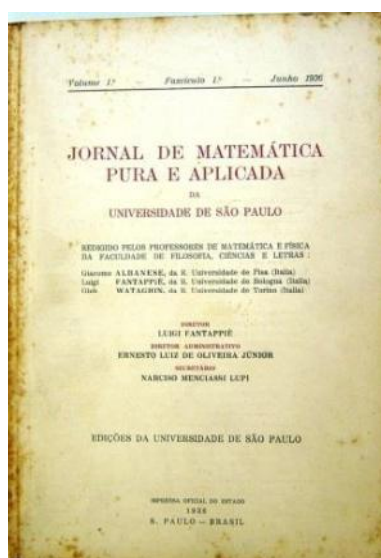 Volume 1º — Fascículo 1º — Junho 1936
JORNAL DE MATEMÁTICA
PURA E APLICADA
DA
UNIVERSIDADE DE SÃO PAULO
REDIGIDO PELOS PROFESSORES DE MATEMÁTICA E FÍSICA
DA FACULDADE DE FILOSOFIA, CIÊNCIAS E LETRAS :
Giacomo ALBANESE, da R. Universidade de Pisa (Italia)
Luigi FANTAPPIÉ, da R. Universidade de Bologna (Italia)
Gleb WATAGHIN, da R. Universidade de Torino (Italia)
DIRETOR
LUIGI FANTAPPIÉ
DIRETOR ADMINISTRATIVO
ERNESTO LUIZ DE OLIVEIRA JÚNIOR
SECRETÁRIO
NARCISO MENCIASSI LUPI
EDIÇÕES DA UNIVERSIDADE DE SÃO PAULO
IMPRENSA OFICIAL DO ESTADO
1936
S. PAULO — BRASIL